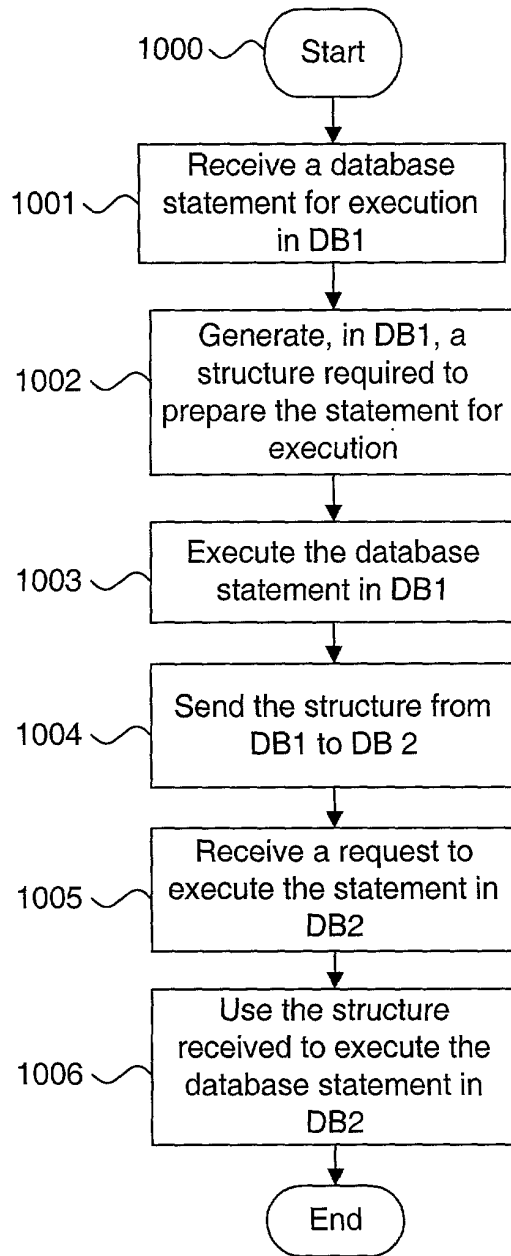 1000
Start
1001
Receive a database
statement for execution
in DB1
1002
Generate, in DB1, a
structure required to
prepare the statement for
execution
1003
Execute the database
statement in DB1
1004
Send the structure from
DB1 to DB 2
1005
Receive a request to
execute the statement in
DB2
1006
Use the structure
received to execute the
database statement in
DB2
End